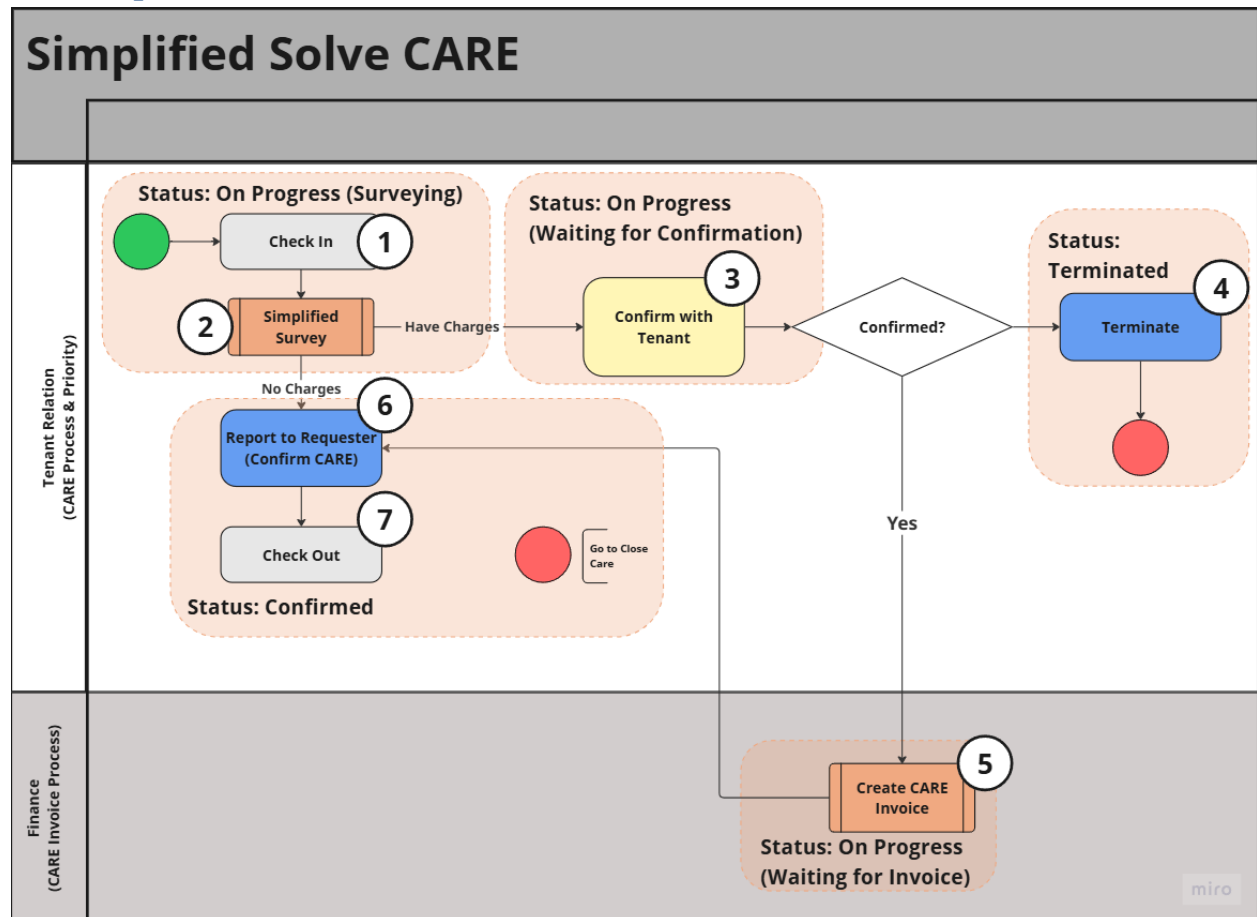 Simplified Solve CARE
Tenant Relation
(CARE Process & Priority)
Status: On Progress (Surveying)
Check In
1
2
Simplified
Survey
Have Charges
No Charges
Status: On Progress
(Waiting for Confirmation)
3
Confirm with
Tenant
Confirmed?
Status:
Terminated
4
Terminate
6
Report to Requester
(Confirm CARE)
7
Check Out
Go to Close
Care
Status: Confirmed
Yes
Finance
(CARE Invoice Process)
5
Create CARE
Invoice
Status: On Progress
(Waiting for Invoice)
miro